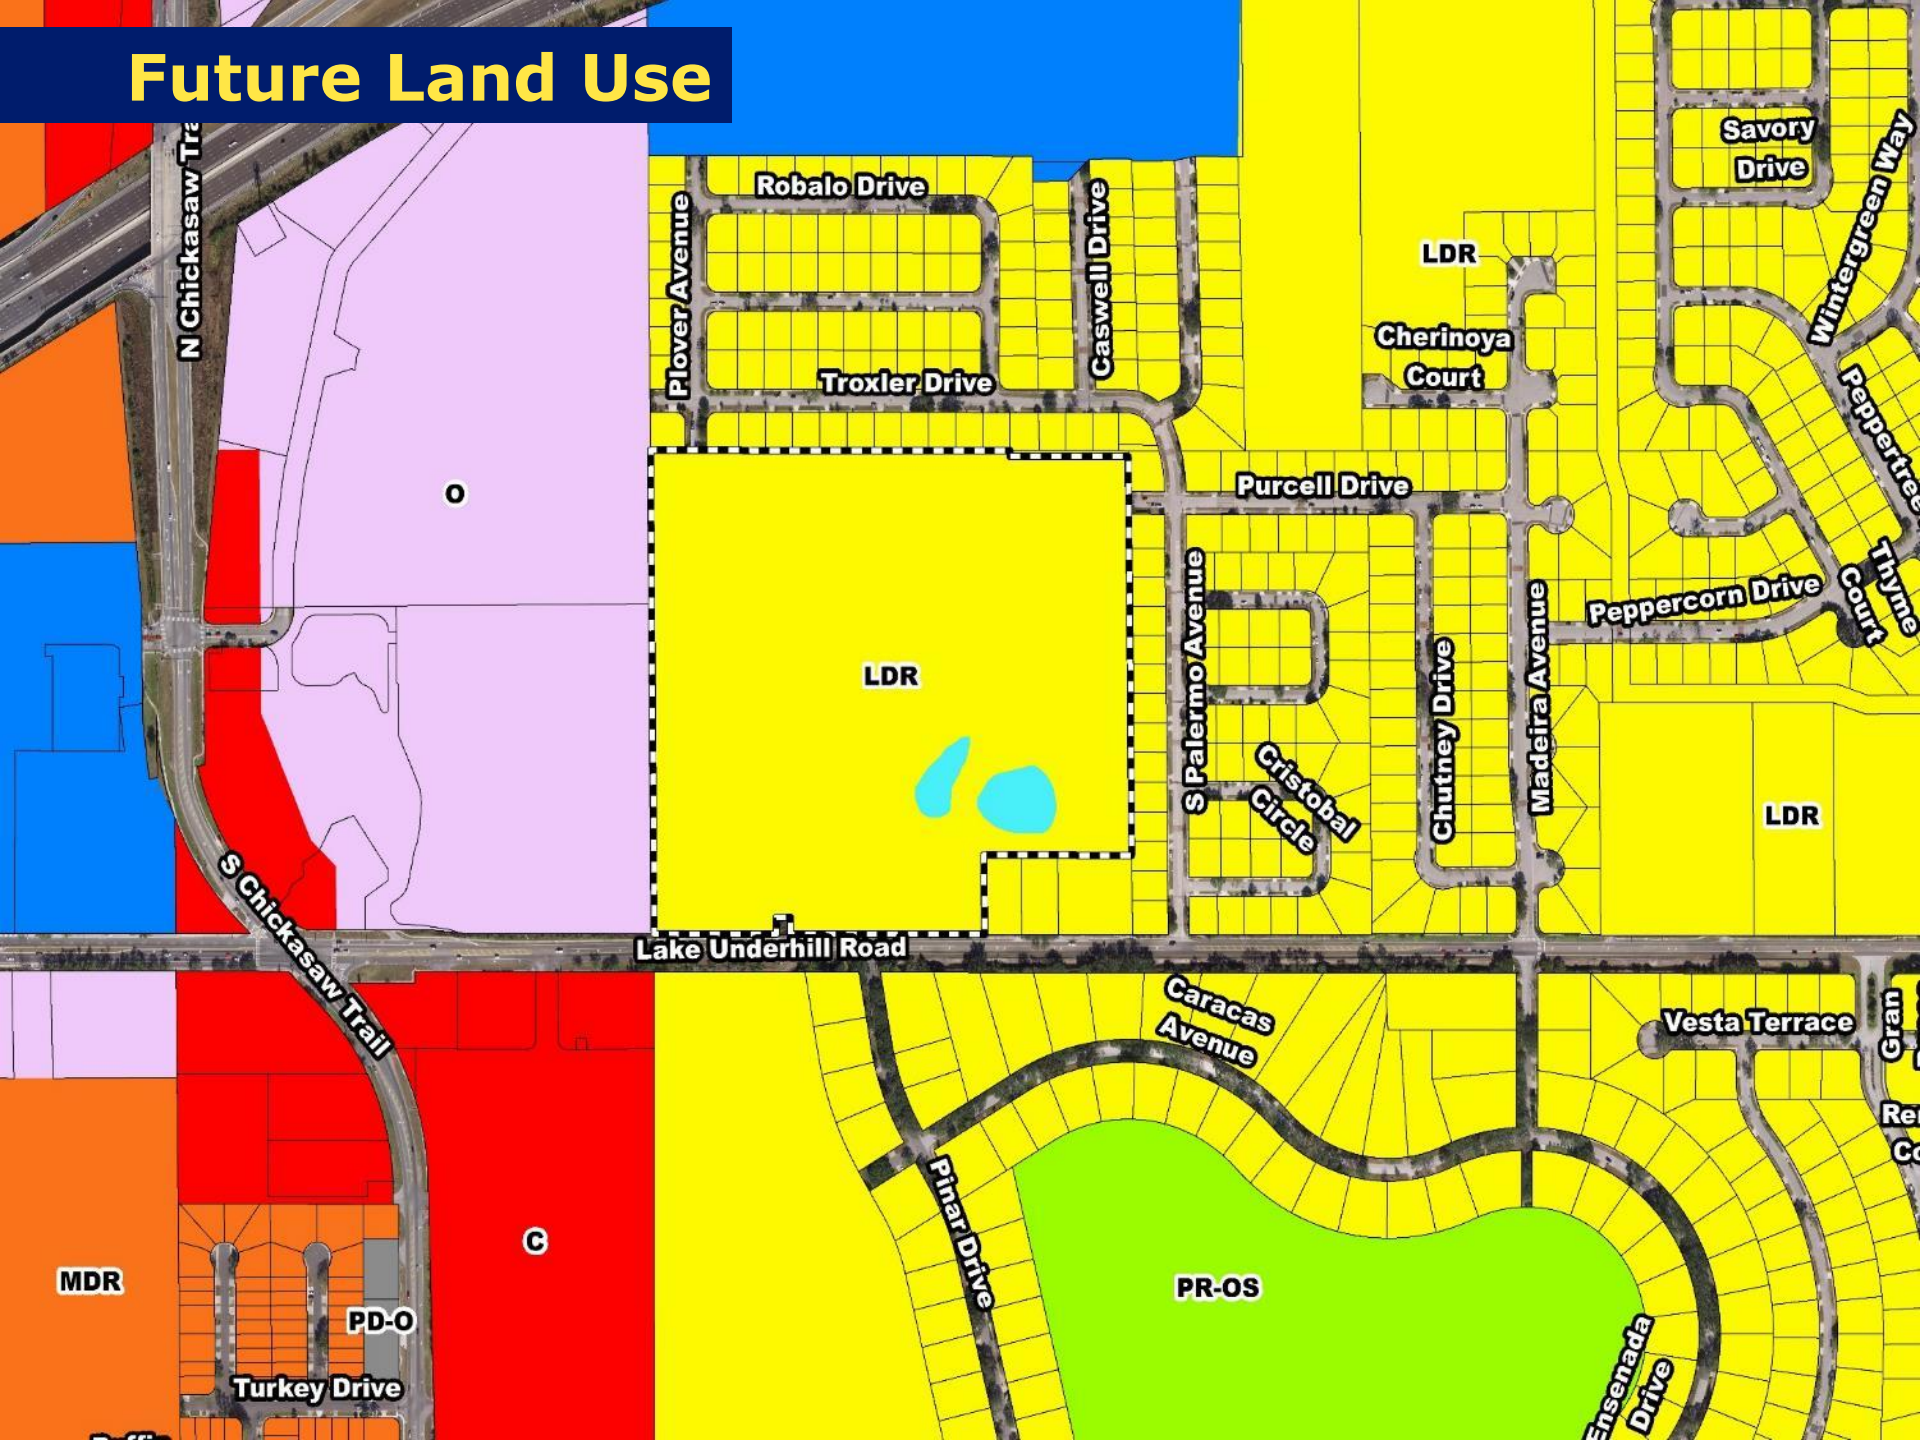 Future Land Use
N Chickasaw Tra
Savory
Drive
Wintergreen Way
Robalo Drive
Plover Avenue
Caswell Drive
LDR
Cherinoya
Court
Troxler Drive
Peppertree
O
Purcell Drive
S Palermo Avenue
Thyme
Court
Peppercorn Drive
Madeira Avenue
Chutney Drive
LDR
Cristobal
Circle
LDR
S Chickasaw Trail
Lake Underhill Road
Caracas
Avenue
Vesta Terrace
Gran
Pinar Drive
C
MDR
PR-OS
PD-O
Ensenada
Drive
Turkey Drive